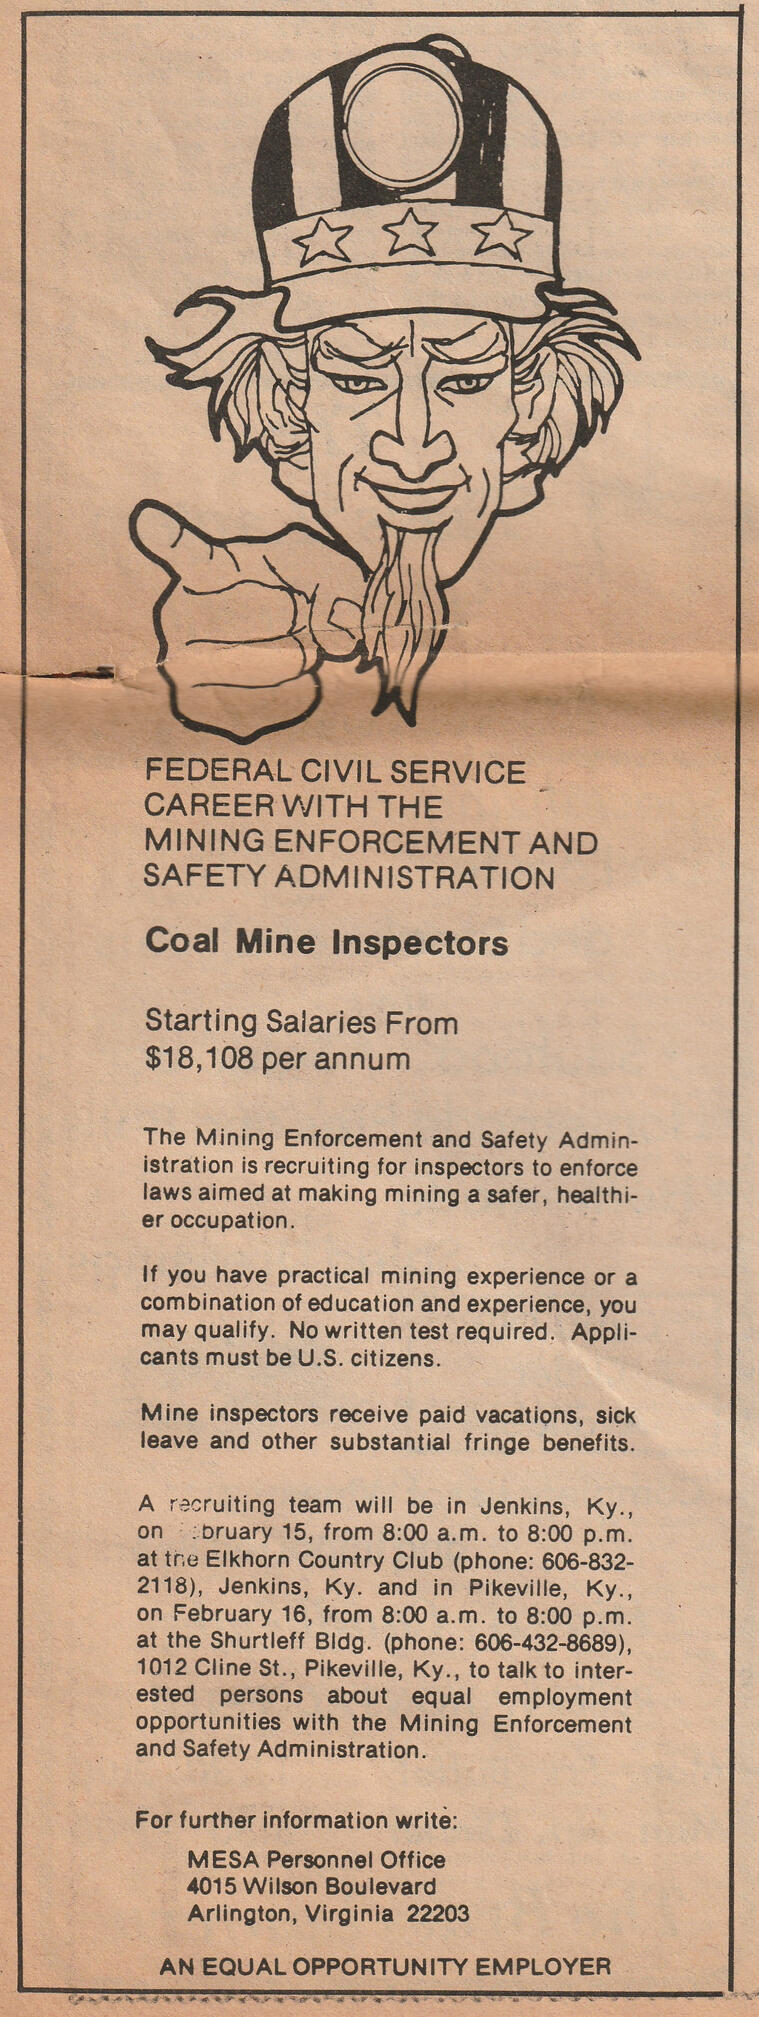 FEDERAL CIVIL SERVICE
CAREER WITH THE
MINING ENFORCEMENT AND
SAFETY ADMINISTRATION
Coal Mine Inspectors
Starting Salaries From
$18,108 per annum
The Mining Enforcement and Safety Admin-
istration is recruiting for inspectors to enforce
laws aimed at making mining a safer, healthi-
er occupation.
If you have practical mining experience or a
combination of education and experience, you
may qualify. No written test required. Appli-
cants must be U.S. citizens.
Mine inspectors receive paid vacations, sick
leave and other substantial fringe benefits.
A recruiting team will be in Jenkins, Ky.,
on bruary 15, from 8:00 a.m. to 8:00 p.m.
at the Elkhorn Country Club (phone: 606-832-
2118), Jenkins, Ky. and in Pikeville, Ky.,
on February 16, from 8:00 a.m. to 8:00 p.m.
at the Shurtleff Bldg. (phone: 606-432-8689),
1012 Cline St., Pikeville, Ky., to talk to inter-
ested persons about equal employment
opportunities with the Mining Enforcement
and Safety Administration.
For further information write:
MESA Personnel Office
4015 Wilson Boulevard
Arlington, Virginia 22203
AN EQUAL OPPORTUNITY EMPLOYER